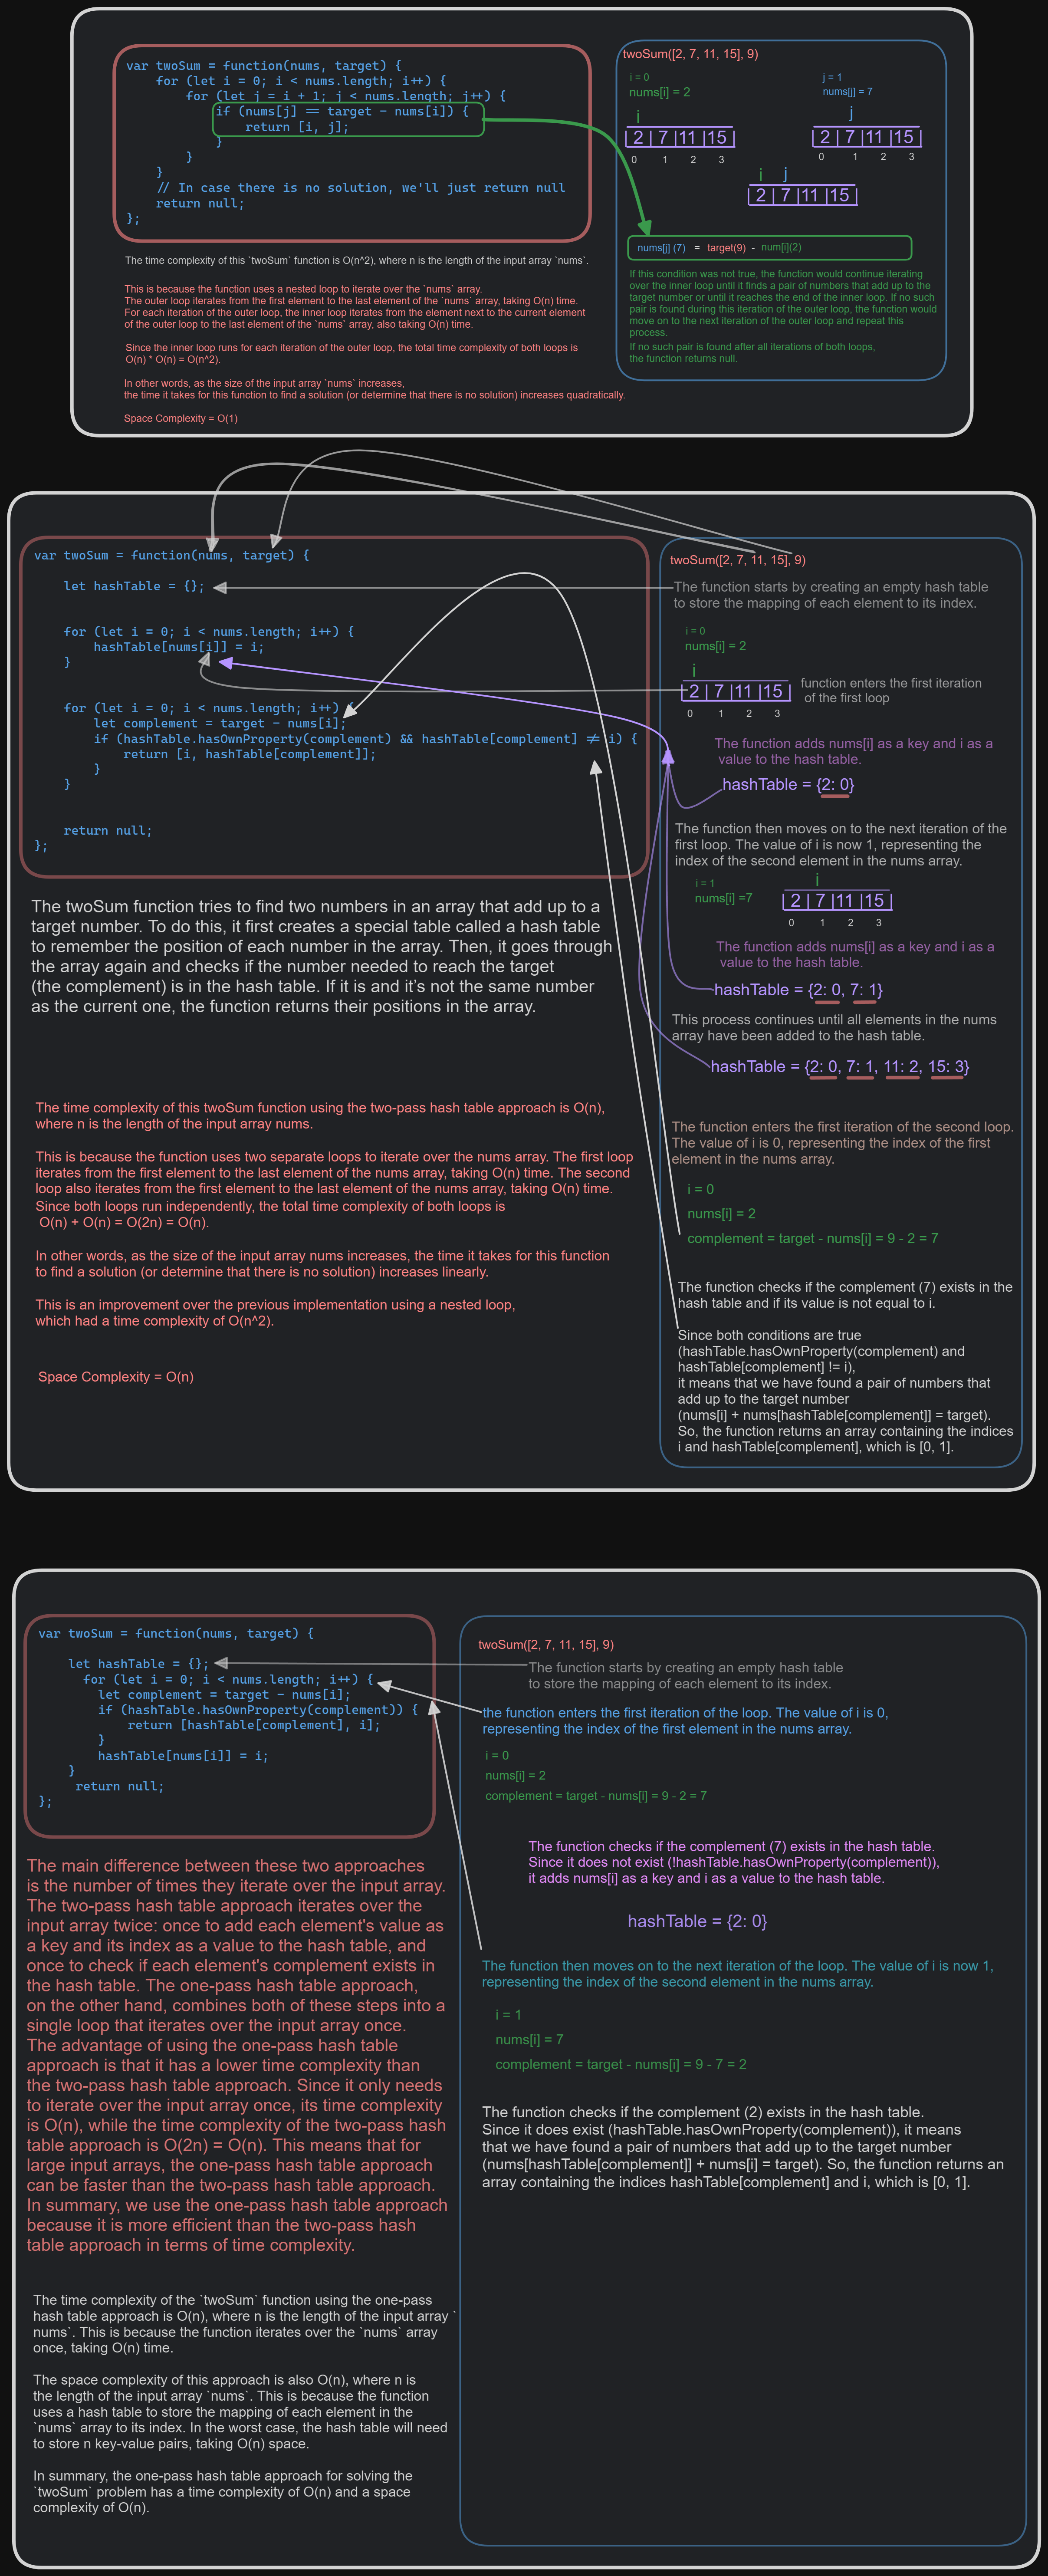 var twoSum = function(nums, target) {
for (let i = 0; i < nums.length; i++) {
for (let j = i + 1; j < nums.length; j++) {
if (nums[j] == target - nums[i]) {
return [i, j];
}
}
}
// In case there is no solution, we'll just return null
return null;
};
The time complexity of this `twoSum` function is O(n^2), where n is the length of the input array `nums`.
This is because the function uses a nested loop to iterate over the `nums` array.
The outer loop iterates from the first element to the last element of the `nums` array, taking O(n) time.
For each iteration of the outer loop, the inner loop iterates from the element next to the current element
of the outer loop to the last element of the `nums` array, also taking O(n) time.
Since the inner loop runs for each iteration of the outer loop, the total time complexity of both loops is
O(n) * O(n) = O(n^2).
In other words, as the size of the input array `nums` increases,
the time it takes for this function to find a solution (or determine that there is no solution) increases quadratically.
Space Complexity = O(1)
twoSum([2, 7, 11, 15], 9)
i = 0
nums[i] = 2
j = 1
nums[j] = 7
i
| 2 | 7 |11 |15|
0 1 2 3
j
| 2 | 7 |11 |15|
0 1 2 3
i j
| 2 | 7 |11 |15|
nums[j] (7) = target(9) - num[i](2)
If this condition was not true, the function would continue iterating
over the inner loop until it finds a pair of numbers that add up to the
target number or until it reaches the end of the inner loop. If no such
pair is found during this iteration of the outer loop, the function would
move on to the next iteration of the outer loop and repeat this
process.
If no such pair is found after all iterations of both loops,
the function returns null.
var twoSum = function(nums, target) {
let hashTable = {};
for (let i = 0; i < nums.length; i++) {
hashTable[nums[i]] = i;
}
for (let i = 0; i < nums.length; i++) {
let complement = target - nums[i];
if (hashTable.hasOwnProperty(complement) && hashTable[complement] != i) {
return [i, hashTable[complement]];
}
}
return null;
};
The twoSum function tries to find two numbers in an array that add up to a
target number. To do this, it first creates a special table called a hash table
to remember the position of each number in the array. Then, it goes through
the array again and checks if the number needed to reach the target
(the complement) is in the hash table. If it is and it's not the same number
as the current one, the function returns their positions in the array.
The time complexity of this twoSum function using the two-pass hash table approach is O(n),
where n is the length of the input array nums.
This is because the function uses two separate loops to iterate over the nums array. The first loop
iterates from the first element to the last element of the nums array, taking O(n) time. The second
loop also iterates from the first element to the last element of the nums array, taking O(n) time.
Since both loops run independently, the total time complexity of both loops is
O(n) + O(n) = O(2n) = O(n).
In other words, as the size of the input array nums increases, the time it takes for this function
to find a solution (or determine that there is no solution) increases linearly.
This is an improvement over the previous implementation using a nested loop,
which had a time complexity of O(n^2).
Space Complexity = O(n)
twoSum([2, 7, 11, 15], 9)
The function starts by creating an empty hash table
to store the mapping of each element to its index.
i = 0
nums[i] = 2
i
| 2 | 7 |11 |15|
0 1 2 3
function enters the first iteration
of the first loop
The function adds nums[i] as a key and i as a
value to the hash table.
hashTable = {2: 0}
The function then moves on to the next iteration of the
first loop. The value of i is now 1, representing the
index of the second element in the nums array.
i = 1
nums[i] =7
i
| 2 | 7 |11 |15|
0 1 2 3
The function adds nums[i] as a key and i as a
value to the hash table.
hashTable = {2: 0, 7: 1}
This process continues until all elements in the nums
array have been added to the hash table.
hashTable = {2: 0, 7: 1, 11: 2, 15: 3}
The function enters the first iteration of the second loop.
The value of i is 0, representing the index of the first
element in the nums array.
i = 0
nums[i] = 2
complement = target - nums[i] = 9 - 2 = 7
The function checks if the complement (7) exists in the
hash table and if its value is not equal to i.
Since both conditions are true
(hashTable.hasOwnProperty(complement) and
hashTable[complement] != i),
it means that we have found a pair of numbers that
add up to the target number
(nums[i] + nums[hashTable[complement]] = target).
So, the function returns an array containing the indices
i and hashTable[complement], which is [0, 1].
var twoSum = function(nums, target) {
let hashTable = {};
for (let i = 0; i < nums.length; i++) {
let complement = target - nums[i];
if (hashTable.hasOwnProperty(complement)) {
return [hashTable[complement], i];
}
hashTable[nums[i]] = i;
}
return null;
};
The main difference between these two approaches
is the number of times they iterate over the input array.
The two-pass hash table approach iterates over the
input array twice: once to add each element's value as
a key and its index as a value to the hash table, and
once to check if each element's complement exists in
the hash table. The one-pass hash table approach,
on the other hand, combines both of these steps into a
single loop that iterates over the input array once.
The advantage of using the one-pass hash table
approach is that it has a lower time complexity than
the two-pass hash table approach. Since it only needs
to iterate over the input array once, its time complexity
is O(n), while the time complexity of the two-pass hash
table approach is O(2n) = O(n). This means that for
large input arrays, the one-pass hash table approach
can be faster than the two-pass hash table approach.
In summary, we use the one-pass hash table approach
because it is more efficient than the two-pass hash
table approach in terms of time complexity.
The time complexity of the `twoSum` function using the one-pass
hash table approach is O(n), where n is the length of the input array `
nums`. This is because the function iterates over the `nums` array
once, taking O(n) time.
The space complexity of this approach is also O(n), where n is
the length of the input array `nums`. This is because the function
uses a hash table to store the mapping of each element in the
`nums` array to its index. In the worst case, the hash table will need
to store n key-value pairs, taking O(n) space.
In summary, the one-pass hash table approach for solving the
`twoSum` problem has a time complexity of O(n) and a space
complexity of O(n).
twoSum([2, 7, 11, 15], 9)
The function starts by creating an empty hash table
to store the mapping of each element to its index.
the function enters the first iteration of the loop. The value of i is 0,
representing the index of the first element in the nums array.
i = 0
nums[i] = 2
complement = target - nums[i] = 9 - 2 = 7
The function checks if the complement (7) exists in the hash table.
Since it does not exist (!hashTable.hasOwnProperty(complement)),
it adds nums[i] as a key and i as a value to the hash table.
hashTable = {2: 0}
The function then moves on to the next iteration of the loop. The value of i is now 1,
representing the index of the second element in the nums array.
i = 1
nums[i] = 7
complement = target - nums[i] = 9 - 7 = 2
The function checks if the complement (2) exists in the hash table.
Since it does exist (hashTable.hasOwnProperty(complement)), it means
that we have found a pair of numbers that add up to the target number
(nums[hashTable[complement]] + nums[i] = target). So, the function returns an
array containing the indices hashTable[complement] and i, which is [0, 1].